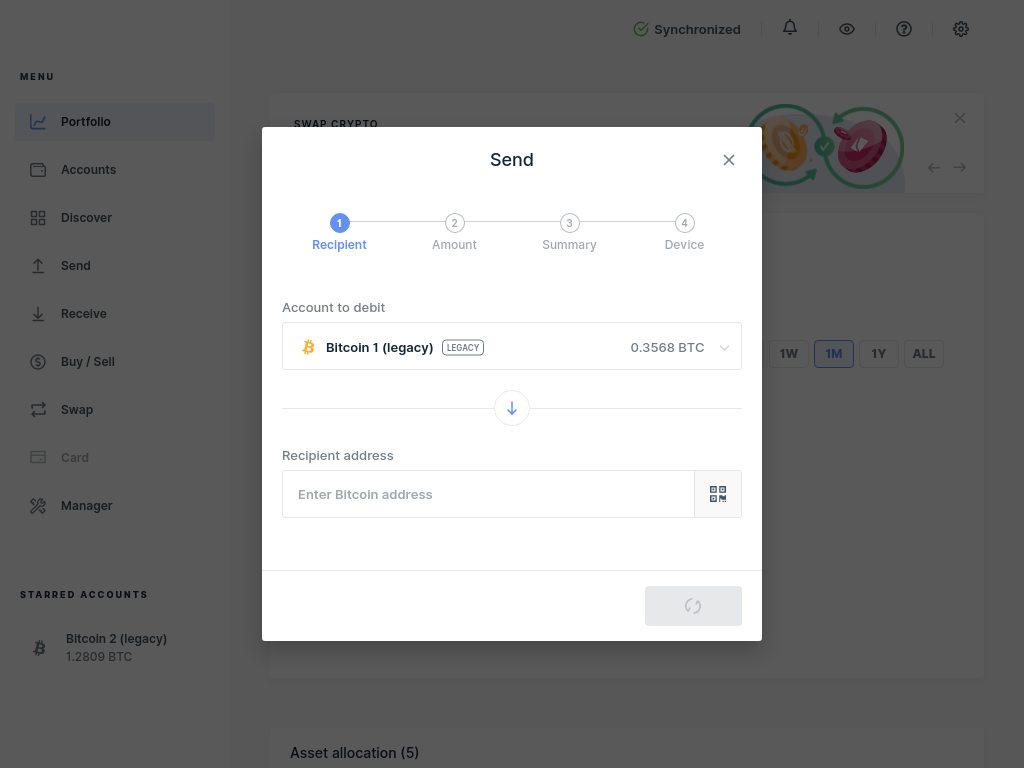 Synchronized
MENU
Portfolio
Accounts
Discover
Send
Receive
Buy / Sell
Swap
Card
Manager
STARRED ACCOUNTS
Bitcoin 2 (legacy)
1.2809 BTC
SWAP CRYPTO
Send
1 2 3 4
Recipient Amount Summary Device
Account to debit
Bitcoin 1 (legacy) LEGACY 0.3568 BTC
Recipient address
Enter Bitcoin address
1W 1M 1Y ALL
Asset allocation (5)